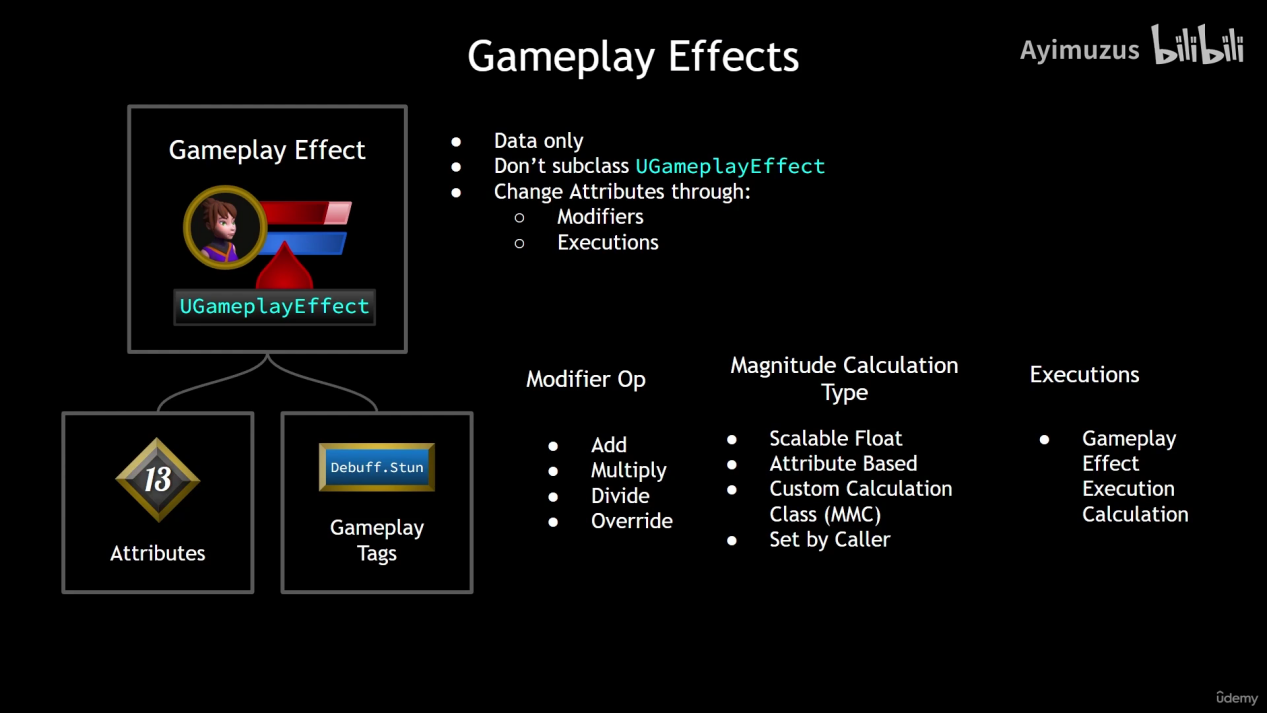 Gameplay Effects
Ayimuzus bilibili
Gameplay Effect
UGameplayEffect
● Data only
● Don’t subclass UGameplayEffect
● Change Attributes through:
○ Modifiers
○ Executions
13
Attributes
Debuff.Stun
Gameplay
Tags
Modifier Op
● Add
● Multiply
● Divide
● Override
Magnitude Calculation
Type
● Scalable Float
● Attribute Based
● Custom Calculation
Class (MMC)
● Set by Caller
Executions
● Gameplay
Effect
Execution
Calculation
ûdemy